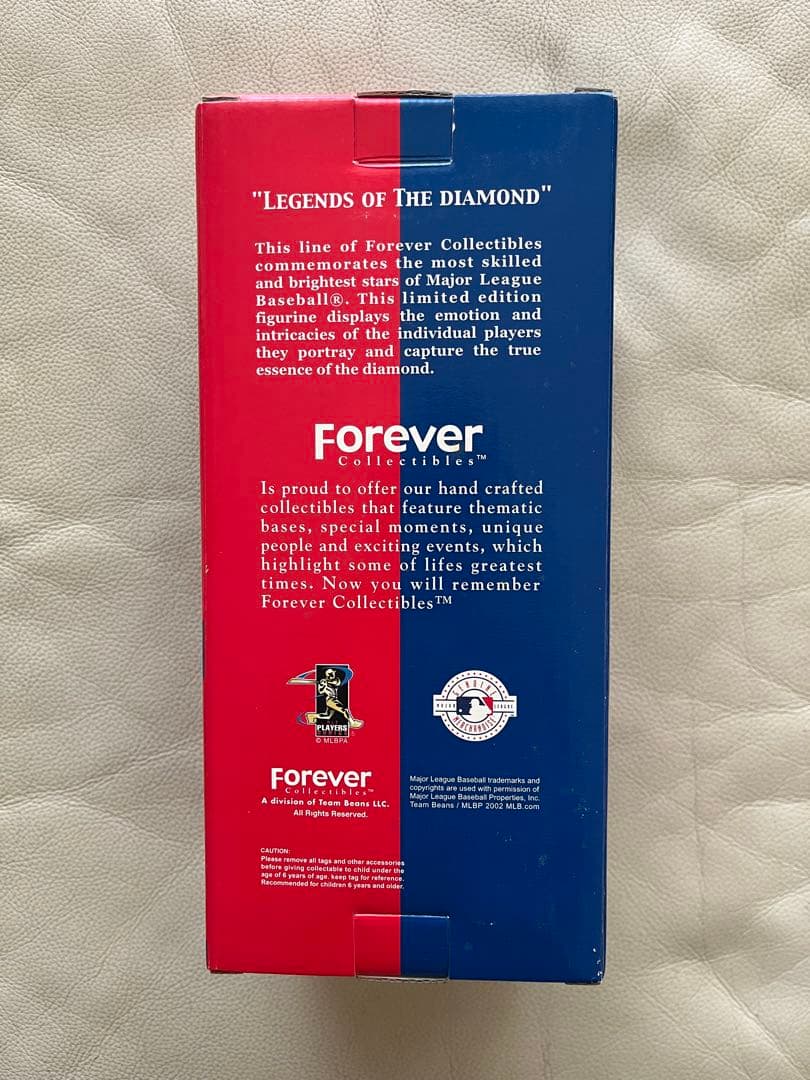 "LEGENDS OF THE DIAMOND"
This line of Forever Collectibles
commemorates the most skilled
and brightest stars of Major League
Baseball®. This limited edition
figurine displays the emotion and
intricacies of the individual players
they portray and capture the true
essence of the diamond.
Forever
Collectibles™
Is proud to offer our hand crafted
collectibles that feature thematic
bases, special moments, unique
people and exciting events, which
highlight some of lifes greatest
times. Now you will remember
Forever Collectibles™
PLAYERS
© MLBPA
GENUINE
MAJOR LEAGUE
MERCHANDISE
Forever
Collectibles™
A division of Team Beans LLC.
All Rights Reserved.
Major League Baseball trademarks and
copyrights are used with permission of
Major League Baseball Properties, Inc.
Team Beans / MLBP 2002 MLB.com
CAUTION:
Please remove all tags and other accessories
before giving collectable to child under the
age of 6 years of age. keep tag for reference.
Recommended for children 6 years and older.